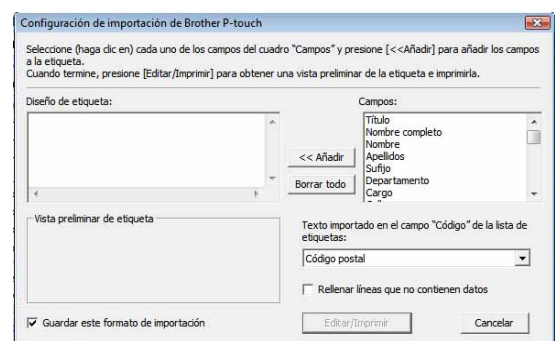 Configuración de importación de Brother P-touch
Seleccione (haga clic en) cada uno de los campos del cuadro "Campos" y presione [<<Añadir] para añadir los campos
a la etiqueta.
Cuando termine, presione [Editar/Imprimir] para obtener una vista preliminar de la etiqueta e imprimirla.
Diseño de etiqueta:
Campos:
Título
Nombre completo
Nombre
Apellidos
Sufijo
Departamento
Cargo
<< Añadir
Borrar todo
Vista preliminar de etiqueta
Texto importado en el campo "Código" de la lista de
etiquetas:
Código postal
Rellenar líneas que no contienen datos
Guardar este formato de importación
Editar/Imprimir
Cancelar